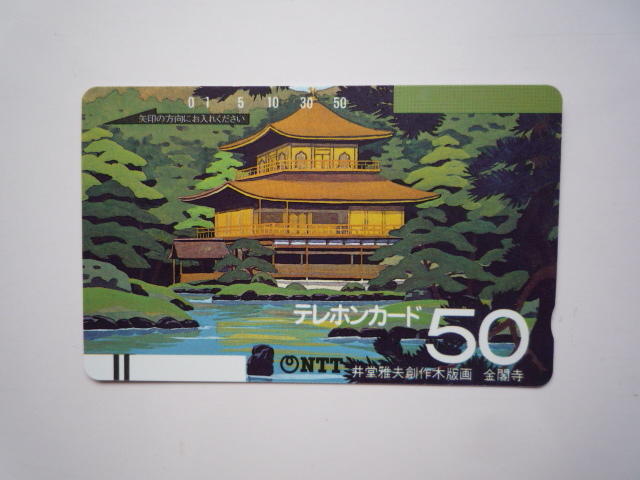 0 1 5 10 30 50
矢印の方向にお入れください
テレホンカード50
NTT
井堂雅夫創作木版画 金閣寺